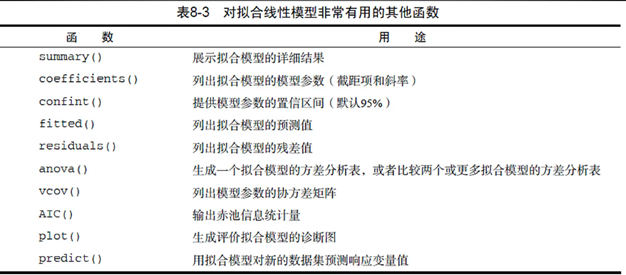 表8-3 对拟合线性模型非常有用的其他函数
函 数 用 途
summary() 展示拟合模型的详细结果
coefficients() 列出拟合模型的模型参数（截距项和斜率）
confint() 提供模型参数的置信区间（默认95%）
fitted() 列出拟合模型的预测值
residuals() 列出拟合模型的残差值
anova() 生成一个拟合模型的方差分析表，或者比较两个或更多拟合模型的方差分析表
vcov() 列出模型参数的协方差矩阵
AIC() 输出赤池信息统计量
plot() 生成评价拟合模型的诊断图
predict() 用拟合模型对新的数据集预测响应变量值